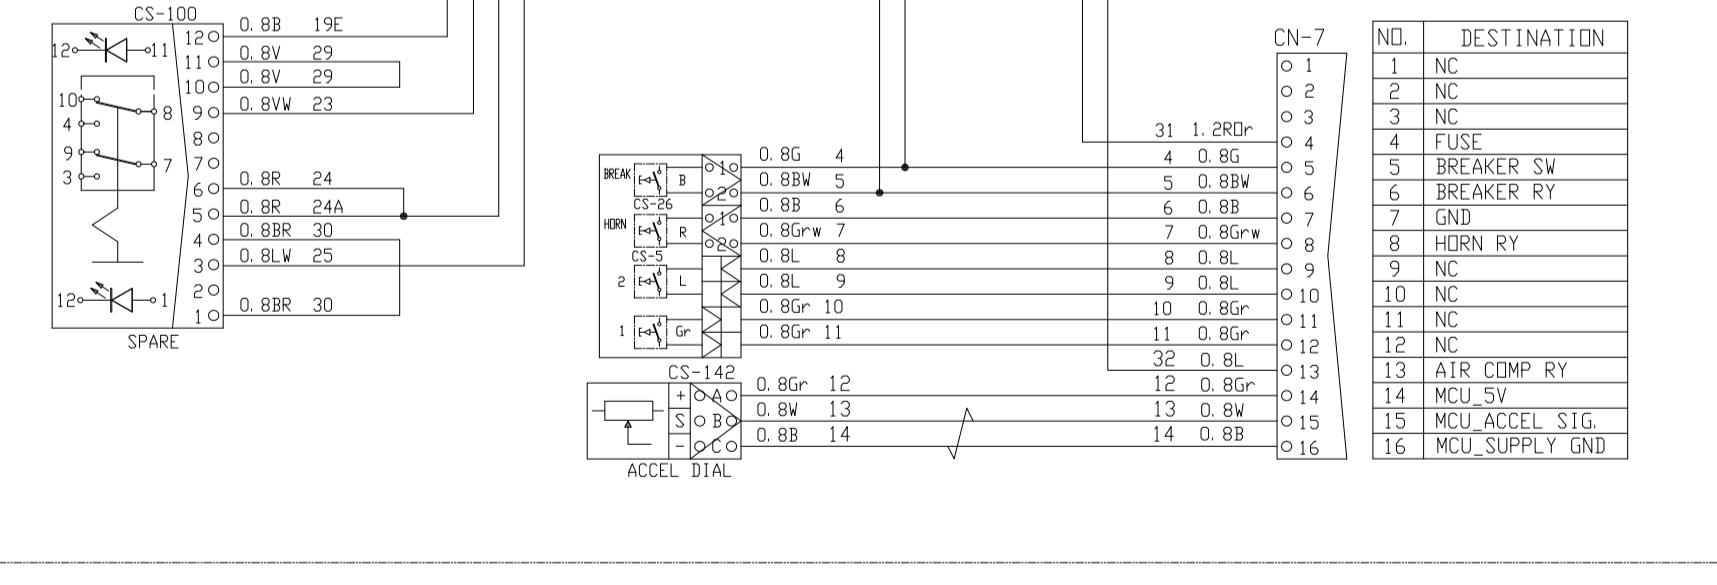 CS-100
12 11
10
4
9
3
8
7
12 1
12 0.8B 19E
11 0.8V 29
10 0.8V 29
9 0.8VW 23
8
7
6 0.8R 24
5 0.8R 24A
4 0.8BR 30
3 0.8LW 25
2
1 0.8BR 30
SPARE
BREAK B 1 0.8G 4
2 0.8BW 5
CS-26
HORN R 1 0.8B 6
2 0.8Grw 7
CS-5
2 L 0.8L 8
0.8L 9
1 Gr 0.8Gr 10
0.8Gr 11
CS-142
+ A 0.8Gr 12
S B 0.8W 13
- C 0.8B 14
ACCEL DIAL
CN-7
1
2
3
31 1.2ROr 4
4 0.8G 5
5 0.8BW 6
6 0.8B 7
7 0.8Grw 8
8 0.8L 9
9 0.8L 10
10 0.8Gr 11
11 0.8Gr 12
32 0.8L 13
12 0.8Gr 14
13 0.8W 15
14 0.8B 16
NO. DESTINATION
1 NC
2 NC
3 NC
4 FUSE
5 BREAKER SW
6 BREAKER RY
7 GND
8 HORN RY
9 NC
10 NC
11 NC
12 NC
13 AIR COMP RY
14 MCU_5V
15 MCU_ACCEL SIG.
16 MCU_SUPPLY GND